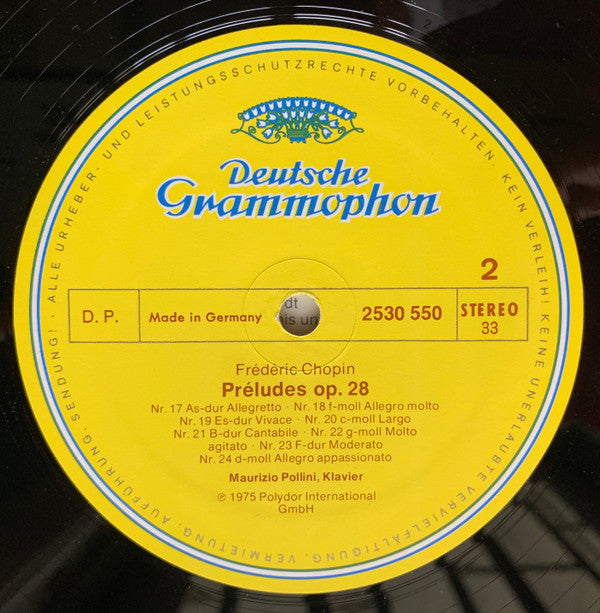 ALLE URHEBER- UND LEISTUNGSSCHUTZRECHTE VORBEHALTEN. KEIN VERLEIH! KEINE UNERLAUBTE VERVIELFÄLTIGUNG, VERMIETUNG, AUFFÜHRUNG, SENDUNG!
Deutsche
Grammophon
2
D. P.
Made in Germany
2530 550
STEREO
33
Frédéric Chopin
Préludes op. 28
Nr. 17 As-dur Allegretto · Nr. 18 f-moll Allegro molto
Nr. 19 Es-dur Vivace · Nr. 20 c-moll Largo
Nr. 21 B-dur Cantabile · Nr. 22 g-moll Molto
agitato · Nr. 23 F-dur Moderato
Nr. 24 d-moll Allegro appassionato
Maurizio Pollini, Klavier
℗ 1975 Polydor International
GmbH